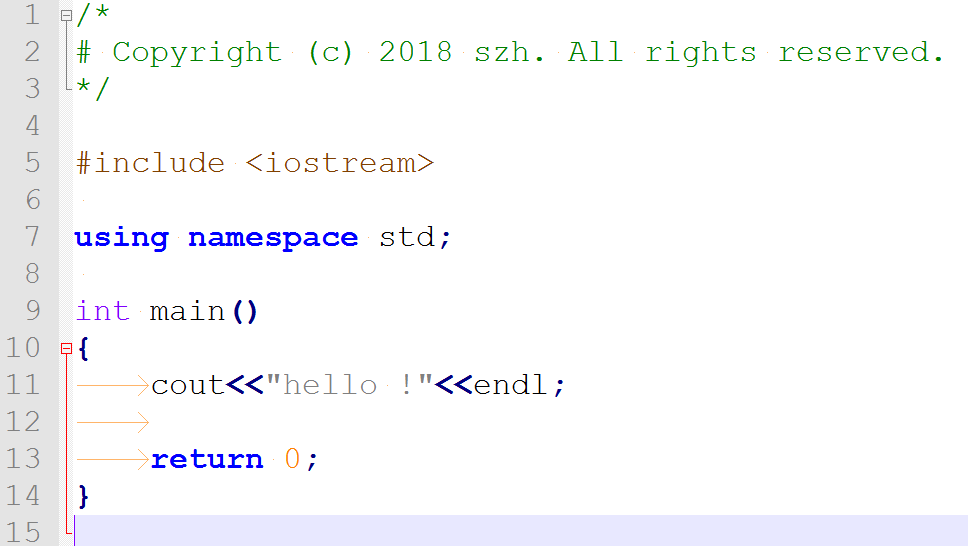 1 /*
2 # Copyright (c) 2018 szh. All rights reserved.
3 */
4
5 #include <iostream>
6
7 using namespace std;
8
9 int main()
10 {
11 cout<<"hello !"<<endl;
12
13 return 0;
14 }
15